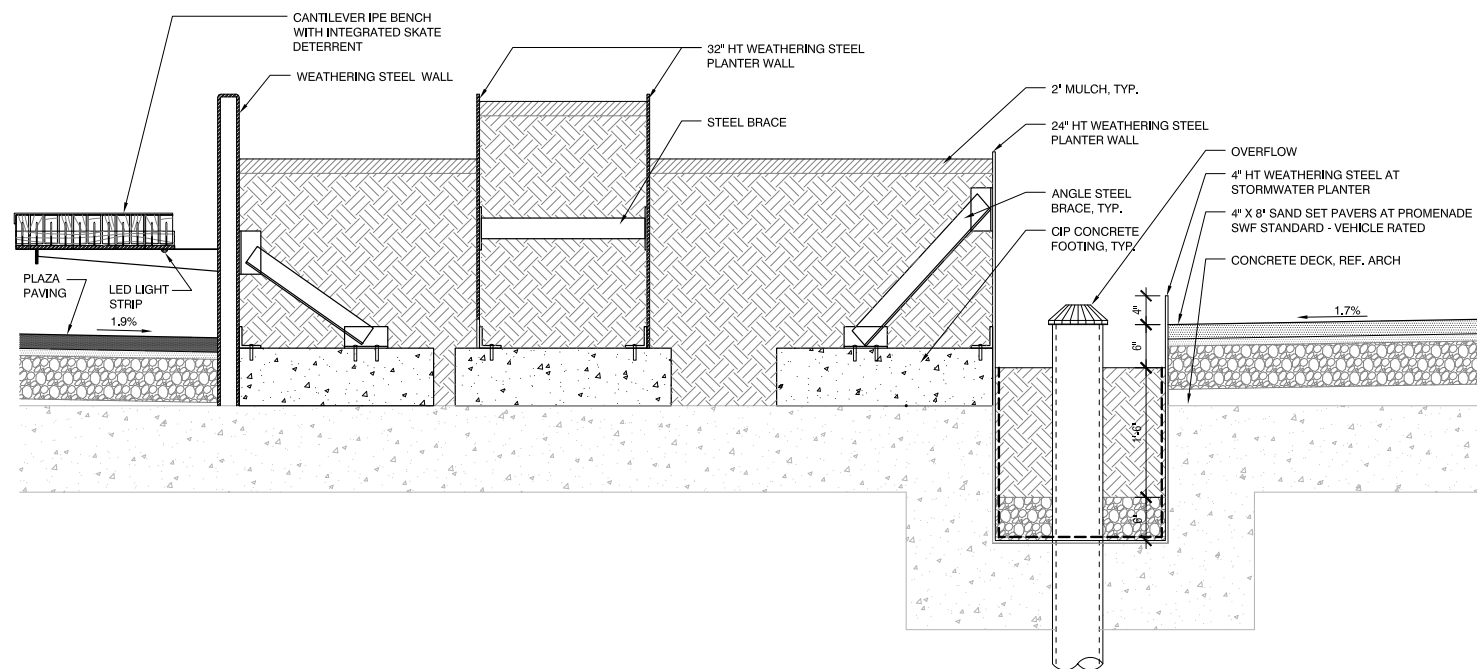 CANTILEVER IPE BENCH
WITH INTEGRATED SKATE
DETERRENT
WEATHERING STEEL WALL
32" HT WEATHERING STEEL
PLANTER WALL
STEEL BRACE
2" MULCH, TYP.
24" HT WEATHERING STEEL
PLANTER WALL
OVERFLOW
4" HT WEATHERING STEEL AT
STORMWATER PLANTER
ANGLE STEEL
BRACE, TYP.
4" X 8" SAND SET PAVERS AT PROMENADE
SWF STANDARD - VEHICLE RATED
CIP CONCRETE
FOOTING, TYP.
CONCRETE DECK, REF. ARCH
PLAZA
PAVING
LED LIGHT
STRIP
1.9%
1.7%
4"
6"
1'-6"
6"